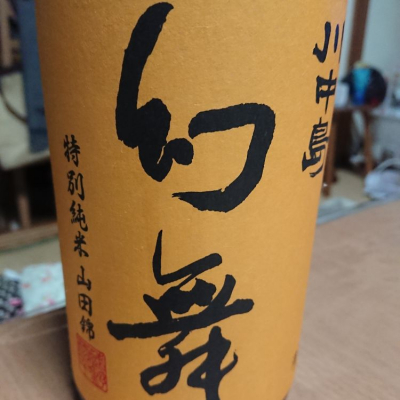 川中島
幻舞
特別純米 山田錦